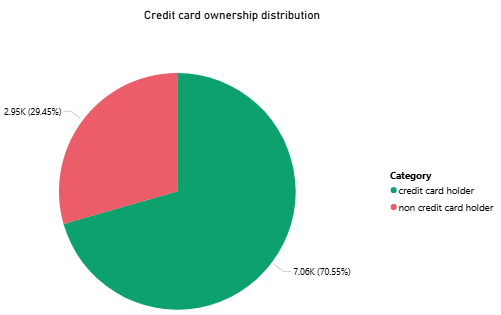 Credit card ownership distribution
2.95K (29.45%)
Category
credit card holder
non credit card holder
7.06K (70.55%)